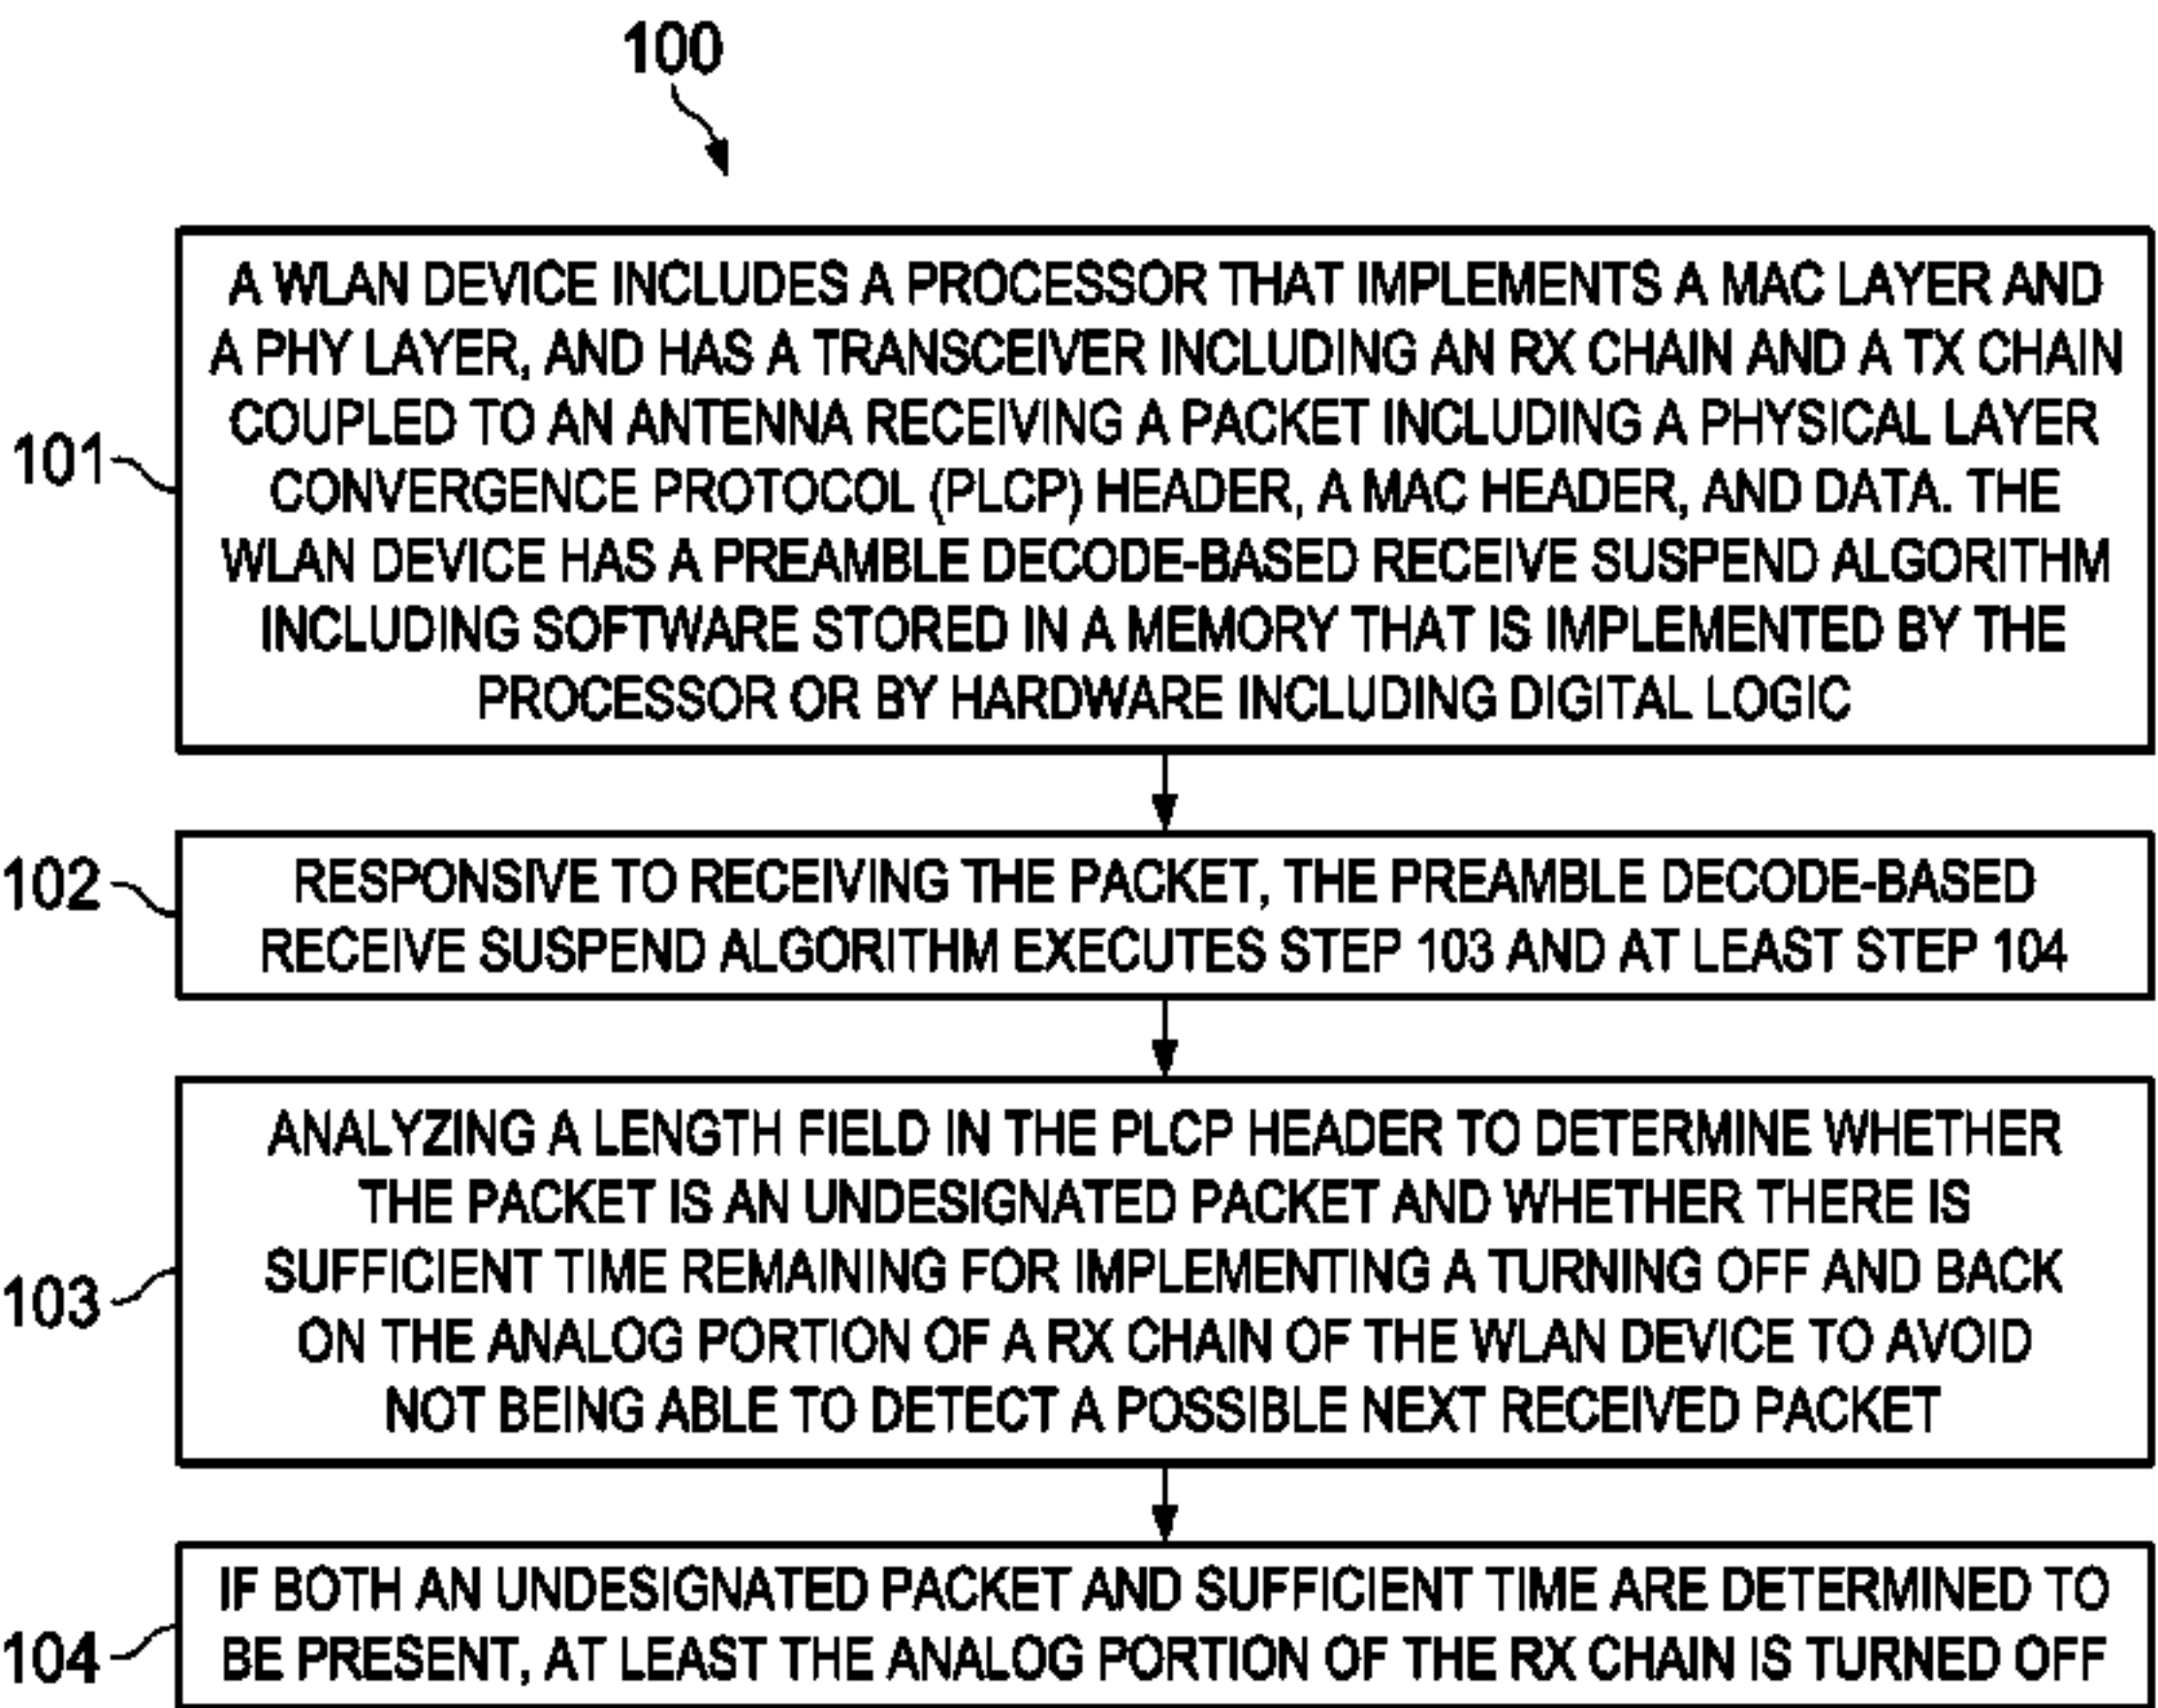 100
101
A WLAN DEVICE INCLUDES A PROCESSOR THAT IMPLEMENTS A MAC LAYER AND
A PHY LAYER, AND HAS A TRANSCEIVER INCLUDING AN RX CHAIN AND A TX CHAIN
COUPLED TO AN ANTENNA RECEIVING A PACKET INCLUDING A PHYSICAL LAYER
CONVERGENCE PROTOCOL (PLCP) HEADER, A MAC HEADER, AND DATA. THE
WLAN DEVICE HAS A PREAMBLE DECODE-BASED RECEIVE SUSPEND ALGORITHM
INCLUDING SOFTWARE STORED IN A MEMORY THAT IS IMPLEMENTED BY THE
PROCESSOR OR BY HARDWARE INCLUDING DIGITAL LOGIC
102
RESPONSIVE TO RECEIVING THE PACKET, THE PREAMBLE DECODE-BASED
RECEIVE SUSPEND ALGORITHM EXECUTES STEP 103 AND AT LEAST STEP 104
103
ANALYZING A LENGTH FIELD IN THE PLCP HEADER TO DETERMINE WHETHER
THE PACKET IS AN UNDESIGNATED PACKET AND WHETHER THERE IS
SUFFICIENT TIME REMAINING FOR IMPLEMENTING A TURNING OFF AND BACK
ON THE ANALOG PORTION OF A RX CHAIN OF THE WLAN DEVICE TO AVOID
NOT BEING ABLE TO DETECT A POSSIBLE NEXT RECEIVED PACKET
104
IF BOTH AN UNDESIGNATED PACKET AND SUFFICIENT TIME ARE DETERMINED TO
BE PRESENT, AT LEAST THE ANALOG PORTION OF THE RX CHAIN IS TURNED OFF